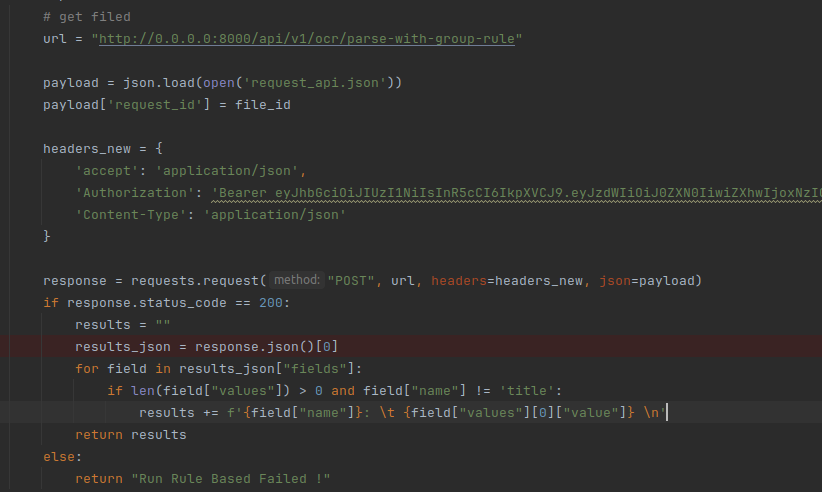 # get filed
url = "http://0.0.0.0:8000/api/v1/ocr/parse-with-group-rule"
payload = json.load(open('request_api.json'))
payload['request_id'] = file_id
headers_new = {
'accept': 'application/json',
'Authorization': 'Bearer eyJhbGciOiJIUzI1NiIsInR5cCI6IkpXVCJ9.eyJzdWIiOiJ0ZXN0IiwiZXhwIjoxNzI
'Content-Type': 'application/json'
}
response = requests.request( method: "POST", url, headers=headers_new, json=payload)
if response.status_code == 200:
results = ""
results_json = response.json()[0]
for field in results_json["fields"]:
if len(field["values"]) > 0 and field["name"] != 'title':
results += f'{field["name"]}: \t {field["values"][0]["value"]} \n'
return results
else:
return "Run Rule Based Failed !"